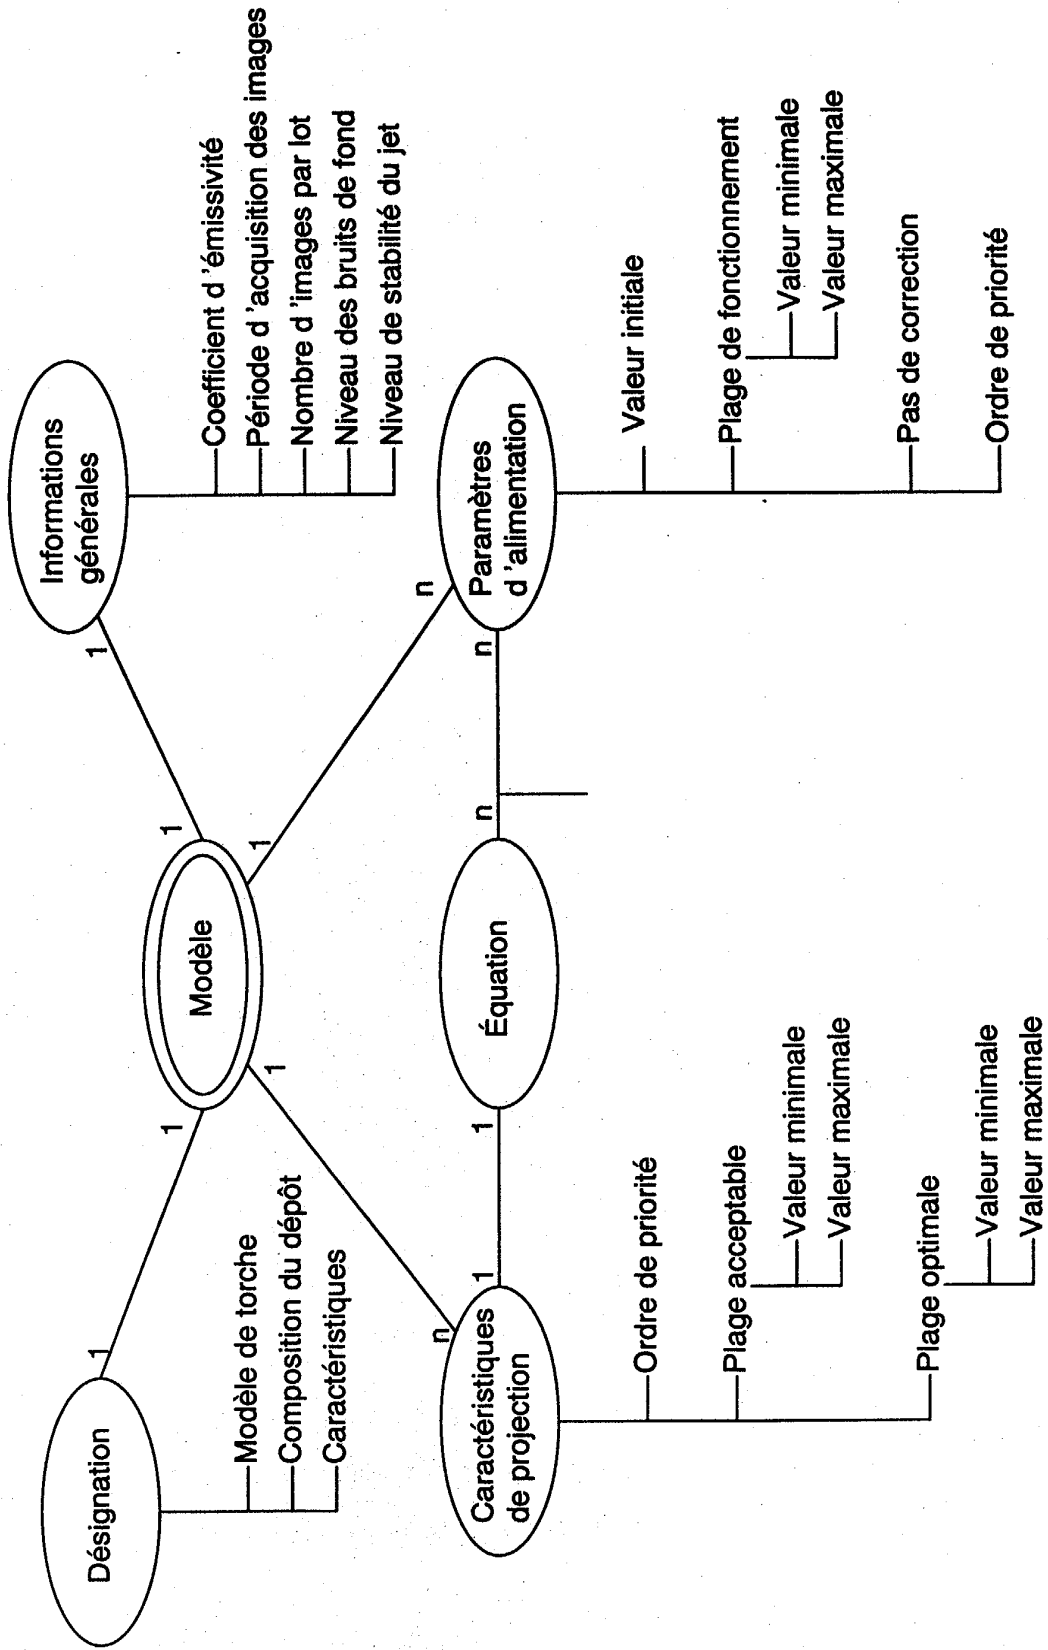 Désignation
Modèle de torche
Composition du dépôt
Caractéristiques
1
1
Modèle
1
1
Informations
générales
Coefficient d 'émissivité
Période d 'acquisition des images
Nombre d 'images par lot
Niveau des bruits de fond
Niveau de stabilité du jet
1
n
1
n
Caractéristiques
de projection
1
1
Équation
n
n
Paramètres
d 'alimentation
Ordre de priorité
Plage acceptable
Valeur minimale
Valeur maximale
Plage optimale
Valeur minimale
Valeur maximale
Valeur initiale
Plage de fonctionnement
Valeur minimale
Valeur maximale
Pas de correction
Ordre de priorité